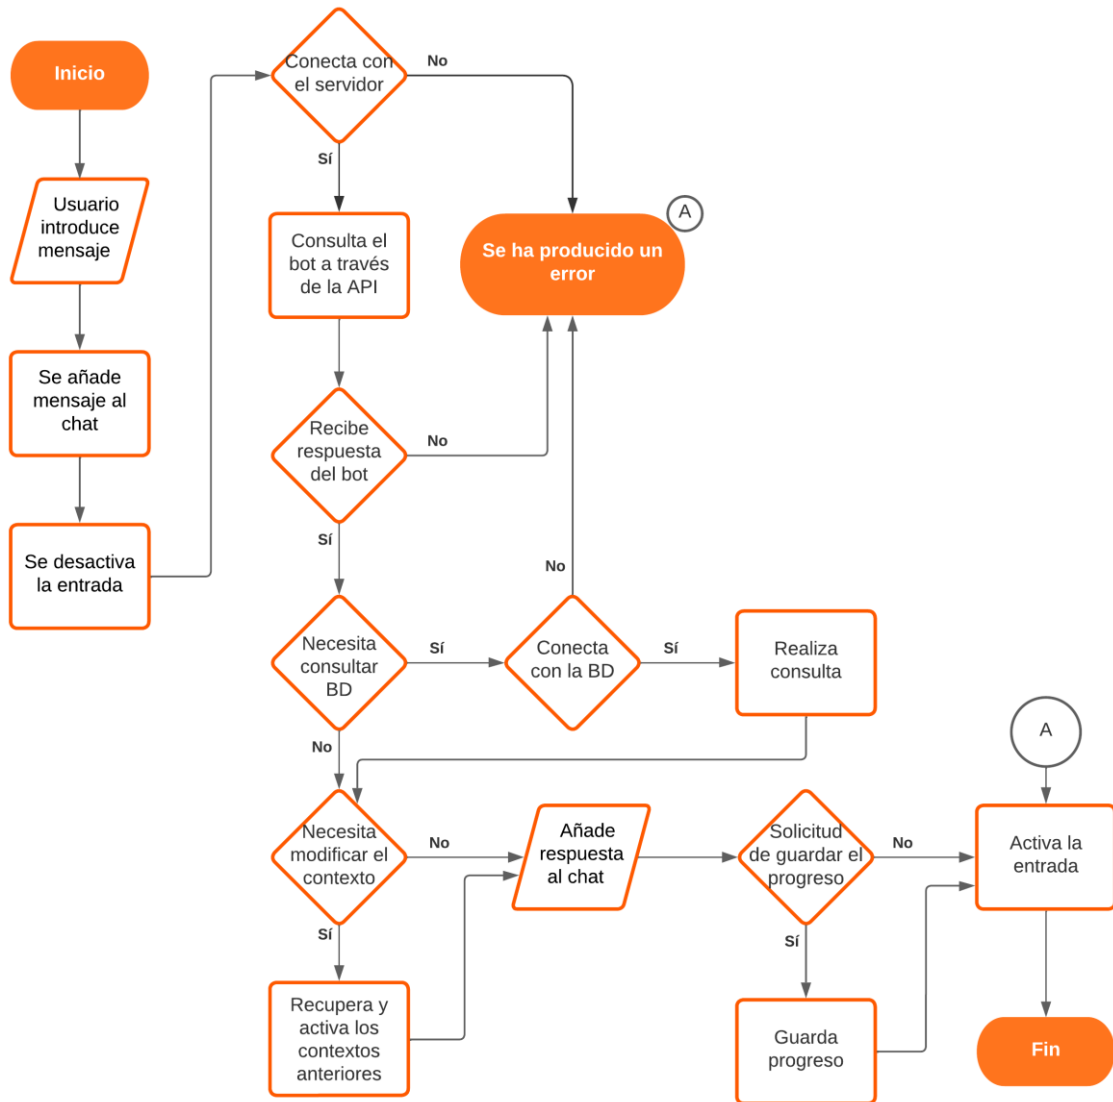 Inicio
Usuario
introduce
mensaje
Se añade
mensaje al
chat
Se desactiva
la entrada
Conecta con
el servidor
No
Sí
Consulta el
bot a través
de la API
A
Se ha producido un
error
Recibe
respuesta
del bot
No
Sí
Necesita
consultar
BD
Sí
No
Conecta
con la BD
No
Sí
Realiza
consulta
Necesita
modificar el
contexto
No
Sí
Recupera y
activa los
contextos
anteriores
Añade
respuesta
al chat
Solicitud
de guardar el
progreso
No
Sí
Guarda
progreso
A
Activa la
entrada
Fin